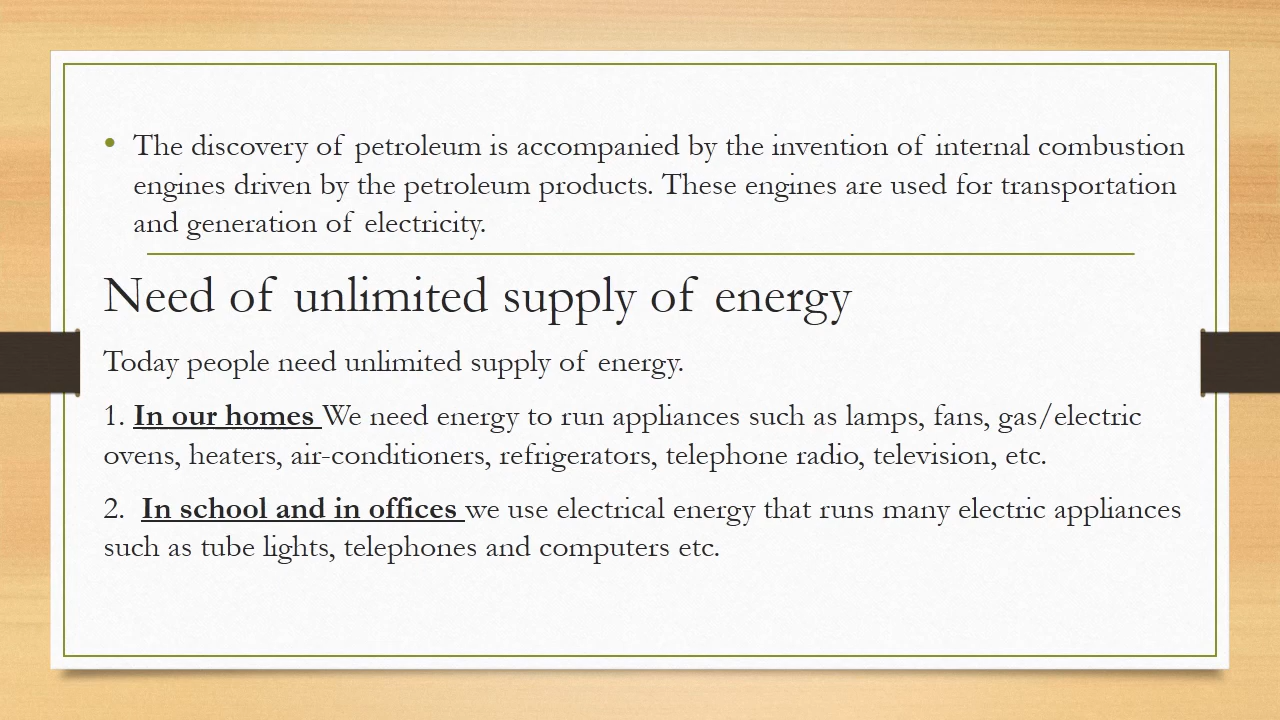 • The discovery of petroleum is accompanied by the invention of internal combustion
engines driven by the petroleum products. These engines are used for transportation
and generation of electricity.
Need of unlimited supply of energy
Today people need unlimited supply of energy.
1. In our homes We need energy to run appliances such as lamps, fans, gas/electric
ovens, heaters, air-conditioners, refrigerators, telephone radio, television, etc.
2. In school and in offices we use electrical energy that runs many electric appliances
such as tube lights, telephones and computers etc.